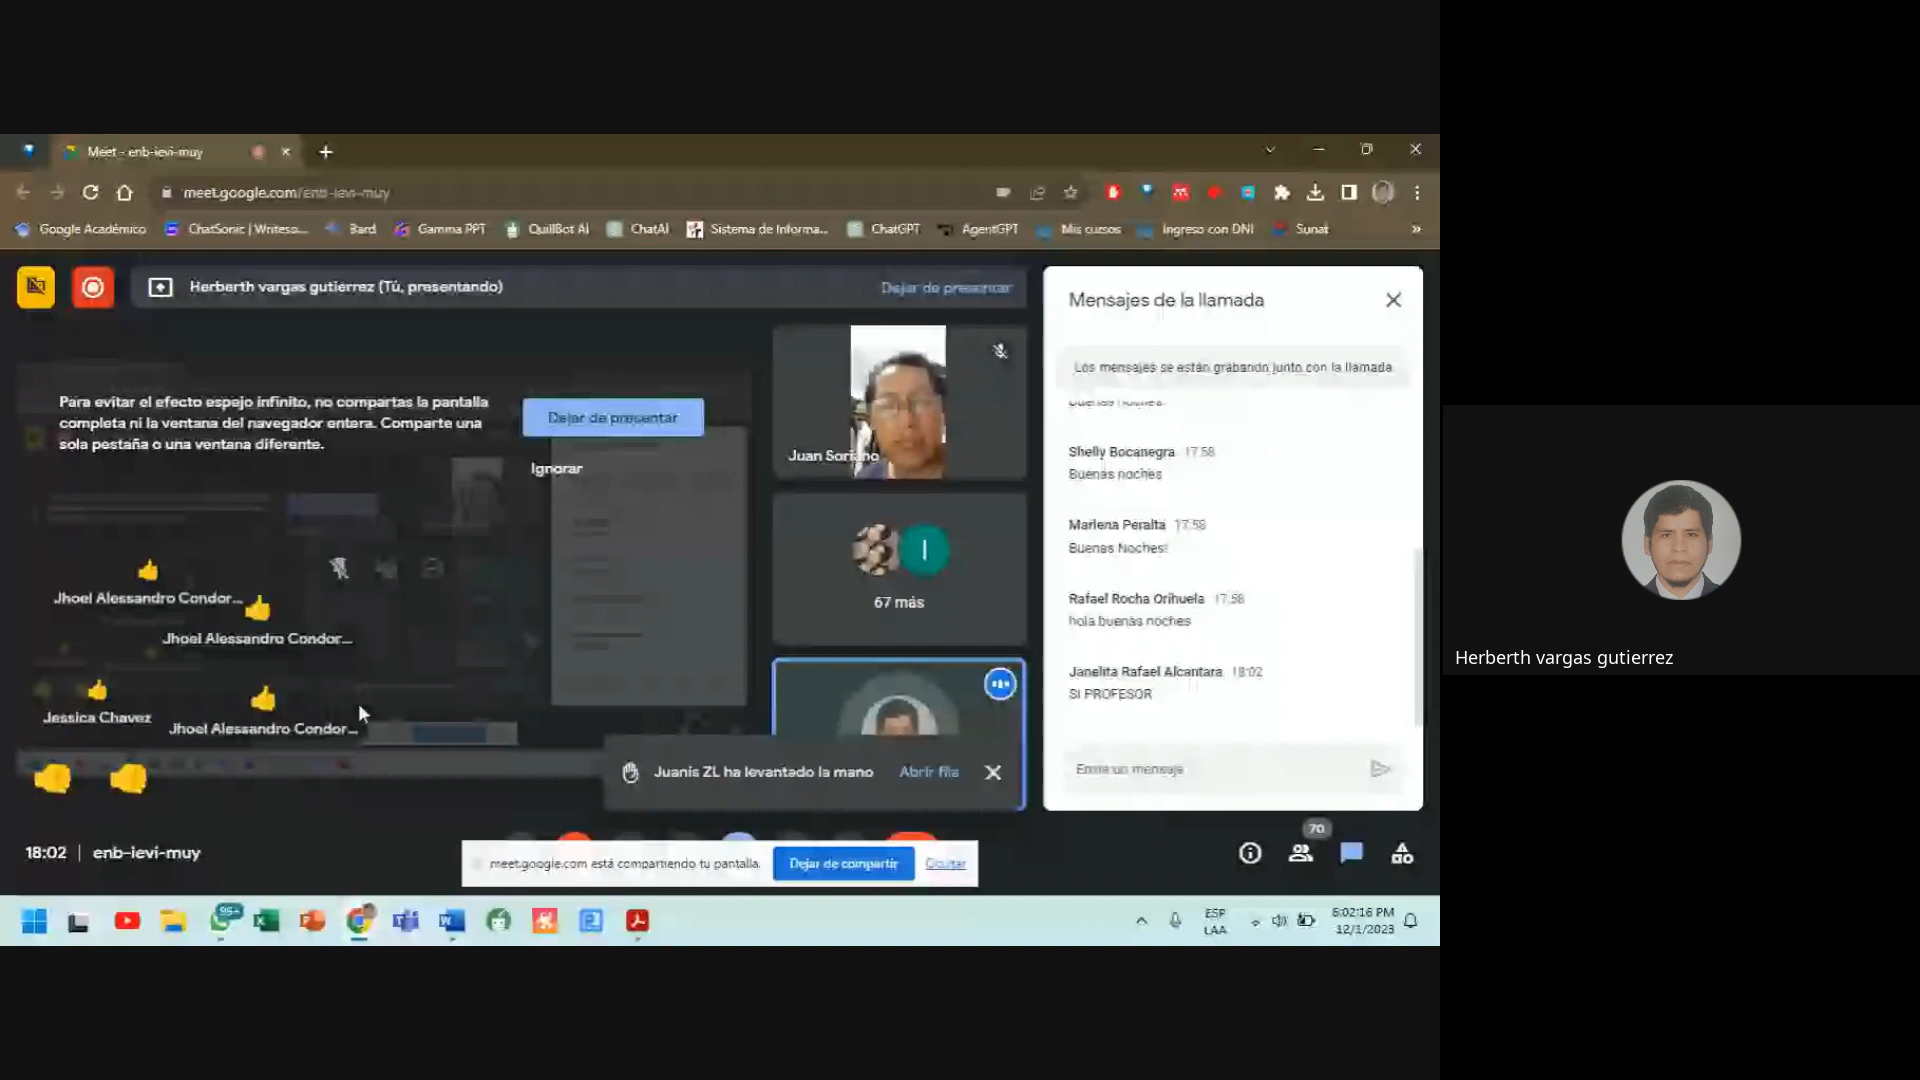 Meet - enb-ievi-muy
meet.google.com/enb-ievi-muy
Google Académico
ChatSonic | Writeso...
Bard
Gamma PPT
QuillBot AI
ChatAI
Sistema de Informa...
ChatGPT
AgentGPT
Mis cursos
Ingreso con DNI
Sunat
»
Herberth vargas gutierrez (Tú, presentando)
Dejar de presentar
Para evitar el efecto espejo infinito, no compartas la pantalla
completa ni la ventana del navegador entera. Comparte una
sola pestaña o una ventana diferente.
Dejar de presentar
Ignorar
Jhoel Alessandro Condor...
Jhoel Alessandro Condor...
Jessica Chavez
Jhoel Alessandro Condor...
Juan Soriano
I
67 más
Juanis ZL ha levantado la mano
Abrir fila
Mensajes de la llamada
Los mensajes se están grabando junto con la llamada
Buenas noches.
Shelly Bocanegra 17:58
Buenas noches
Marlena Peralta 17:58
Buenas Noches!
Rafael Rocha Orihuela 17:58
hola buenas noches
Janelita Rafael Alcantara 18:02
SI PROFESOR
Envía un mensaje
18:02 | enb-ievi-muy
meet.google.com está compartiendo tu pantalla.
Dejar de compartir
Ocultar
70
95+
ESP
LAA
6:02:16 PM
12/1/2023
Herberth vargas gutierrez